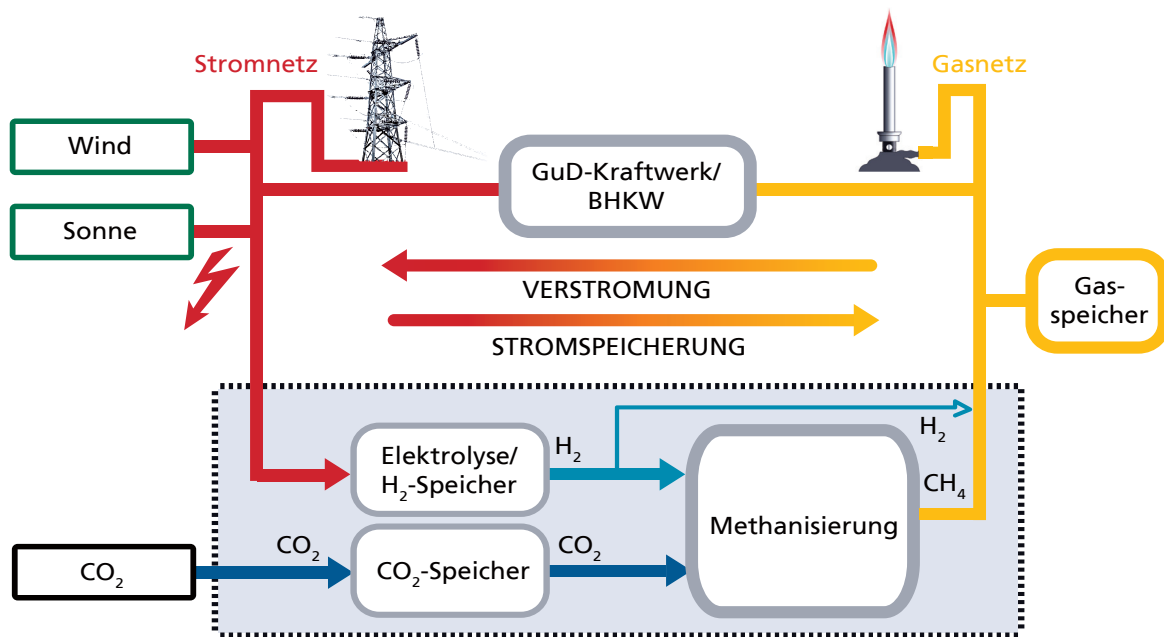 Stromnetz
Gasnetz
Wind
GuD-Kraftwerk/
BHKW
Sonne
VERSTROMUNG
Gas-
speicher
STROMSPEICHERUNG
Elektrolyse/
H₂-Speicher
H₂
H₂
CH₄
Methanisierung
CO₂
CO₂
CO₂-Speicher
CO₂